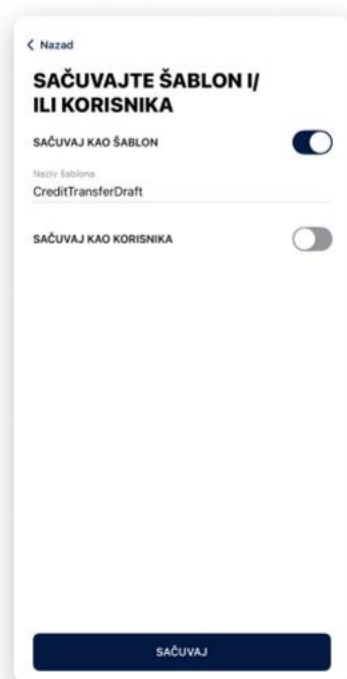 Nazad
SAČUVAJTE ŠABLON I/
ILI KORISNIKA
SAČUVAJ KAO ŠABLON
Naziv šablona
CreditTransferDraft
SAČUVAJ KAO KORISNIKA
SAČUVAJ